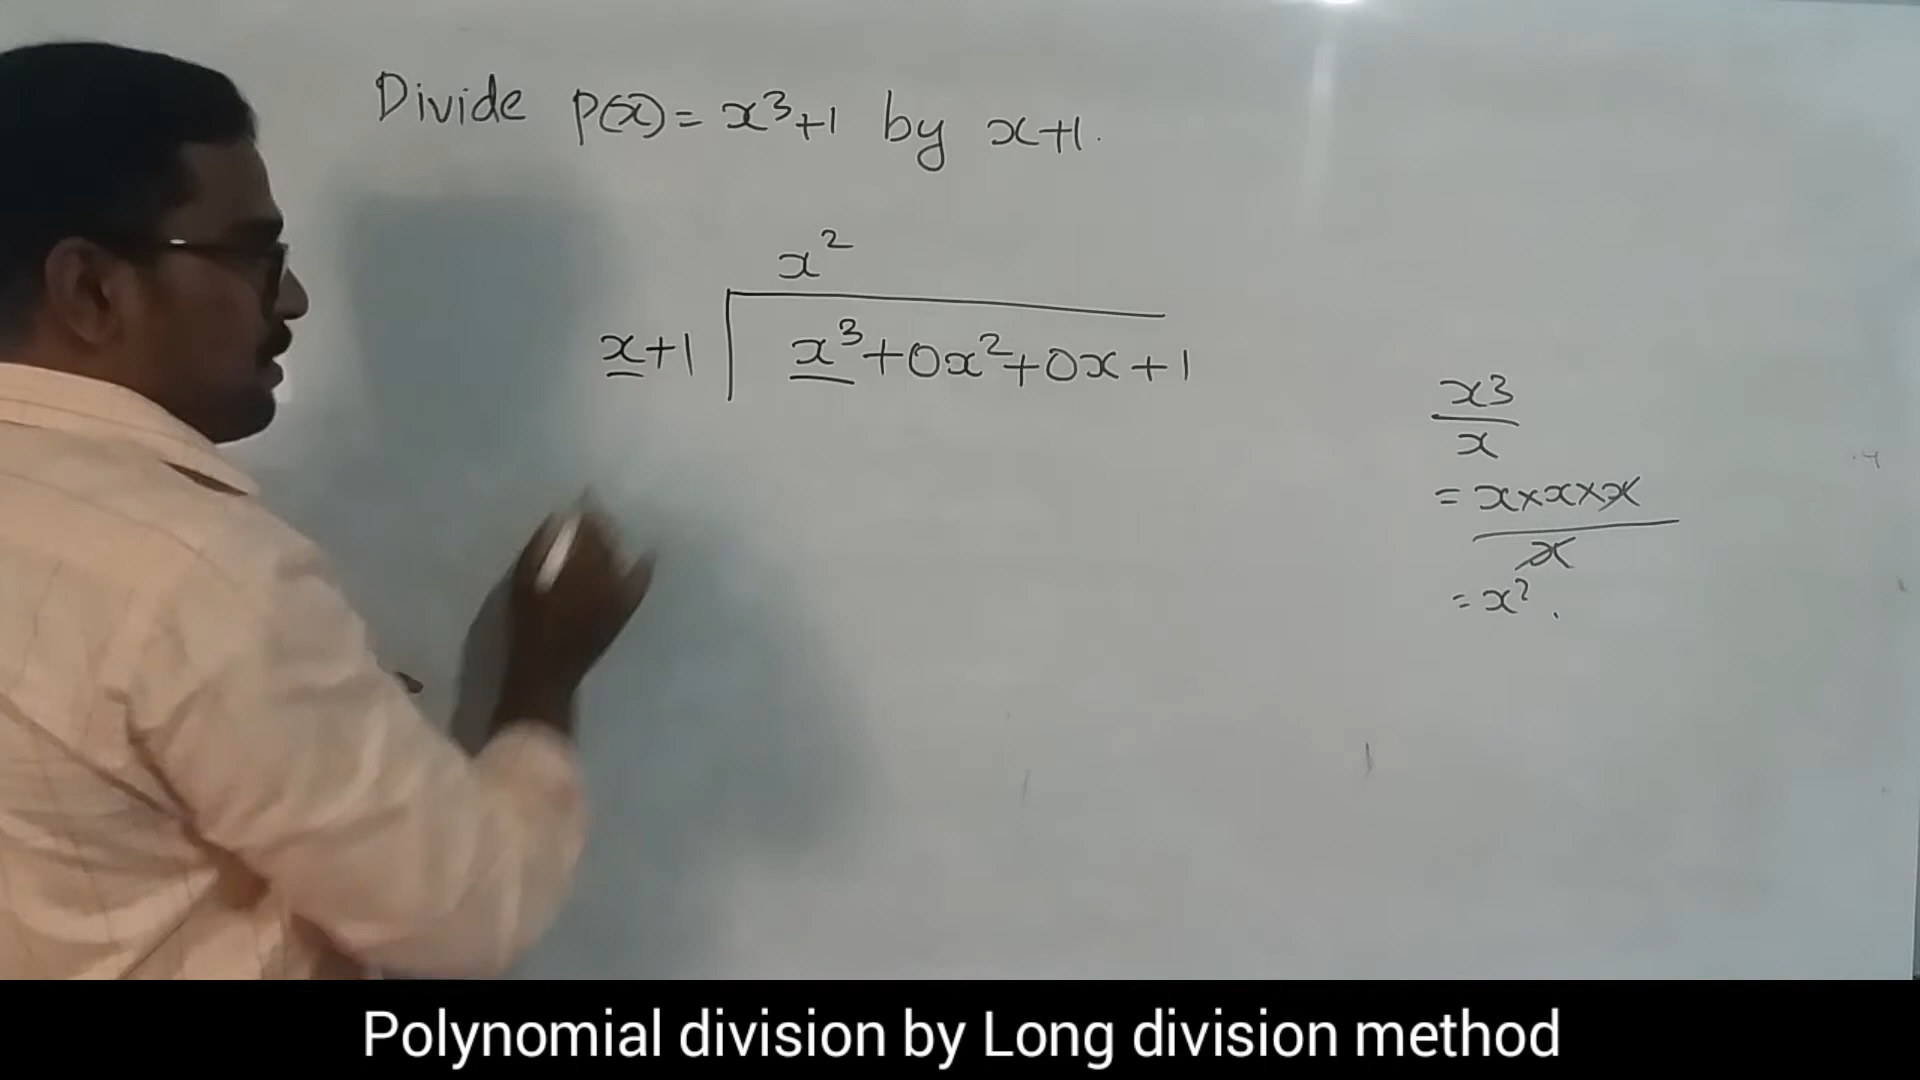 Divide P(x) = x³+1 by x+1.
x²
x+1 x³+0x²+0x+1
x3
x
= x×x×x
x
= x².
Polynomial division by Long division method